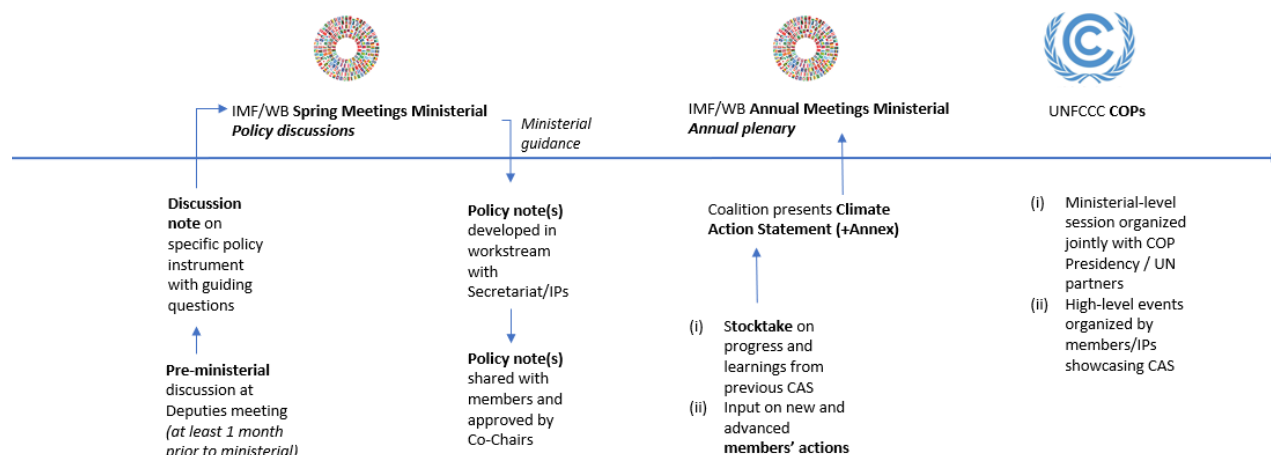 IMF/WB Spring Meetings Ministerial
Policy discussions
Ministerial
guidance
IMF/WB Annual Meetings Ministerial
Annual plenary
UNFCCC COPs
Discussion
note on
specific policy
instrument
with guiding
questions
Pre-ministerial
discussion at
Deputies meeting
(at least 1 month
prior to ministerial)
Policy note(s)
developed in
workstream
with
Secretariat/IPs
Policy note(s)
shared with
members and
approved by
Co-Chairs
Coalition presents Climate
Action Statement (+Annex)
(i) Stocktake on
progress and
learnings from
previous CAS
(ii) Input on new and
advanced
members' actions
(i) Ministerial-level
session organized
jointly with COP
Presidency / UN
partners
(ii) High-level events
organized by
members/IPs
showcasing CAS